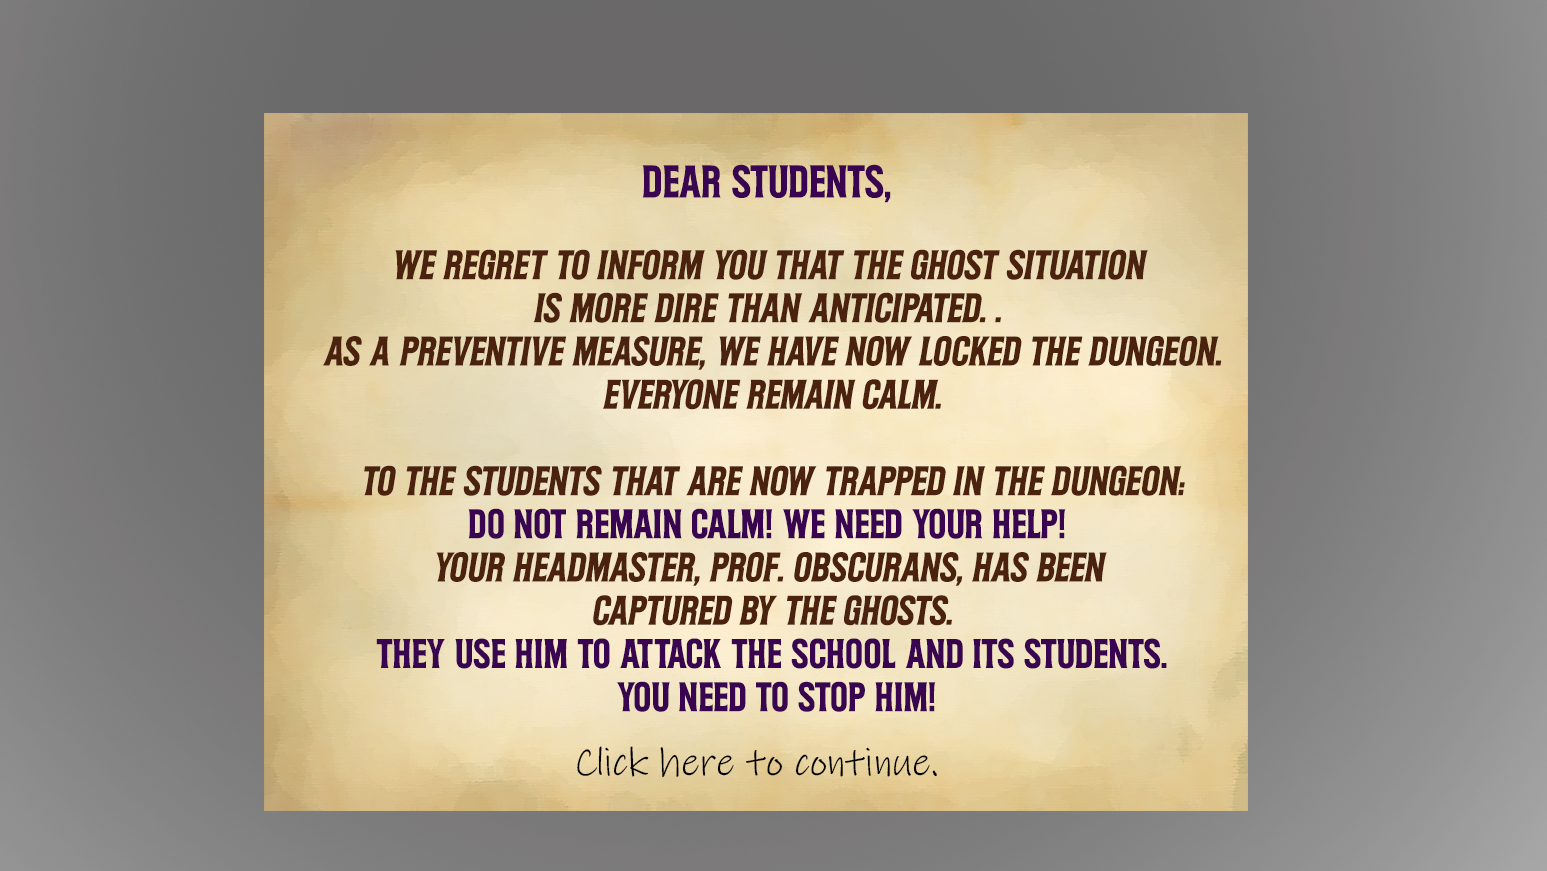 DEAR STUDENTS,
WE REGRET TO INFORM YOU THAT THE GHOST SITUATION
IS MORE DIRE THAN ANTICIPATED. .
AS A PREVENTIVE MEASURE, WE HAVE NOW LOCKED THE DUNGEON.
EVERYONE REMAIN CALM.
TO THE STUDENTS THAT ARE NOW TRAPPED IN THE DUNGEON:
DO NOT REMAIN CALM! WE NEED YOUR HELP!
YOUR HEADMASTER, PROF. OBSCURANS, HAS BEEN
CAPTURED BY THE GHOSTS.
THEY USE HIM TO ATTACK THE SCHOOL AND ITS STUDENTS.
YOU NEED TO STOP HIM!
Click here to continue.